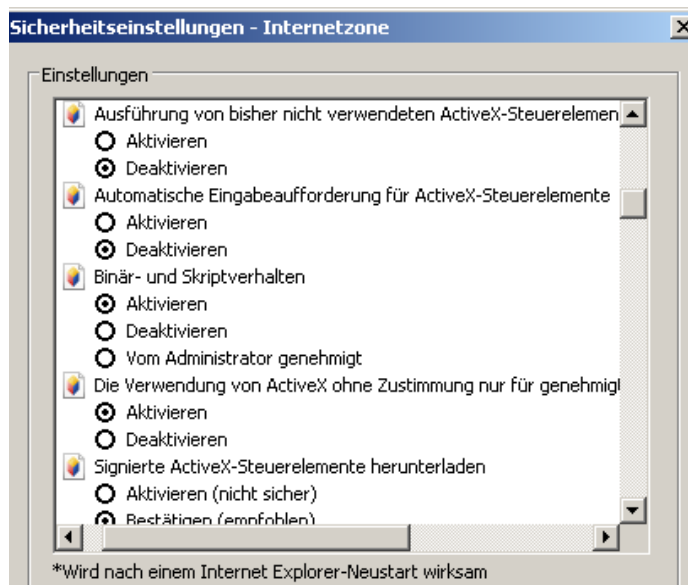 Sicherheitseinstellungen - Internetzone
Einstellungen
Ausführung von bisher nicht verwendeten ActiveX-Steuerelemen
Aktivieren
Deaktivieren
Automatische Eingabeaufforderung für ActiveX-Steuerelemente
Aktivieren
Deaktivieren
Binär- und Skriptverhalten
Aktivieren
Deaktivieren
Vom Administrator genehmigt
Die Verwendung von ActiveX ohne Zustimmung nur für genehmigt
Aktivieren
Deaktivieren
Signierte ActiveX-Steuerelemente herunterladen
Aktivieren (nicht sicher)
Bestätigen (empfohlen)
*Wird nach einem Internet Explorer-Neustart wirksam